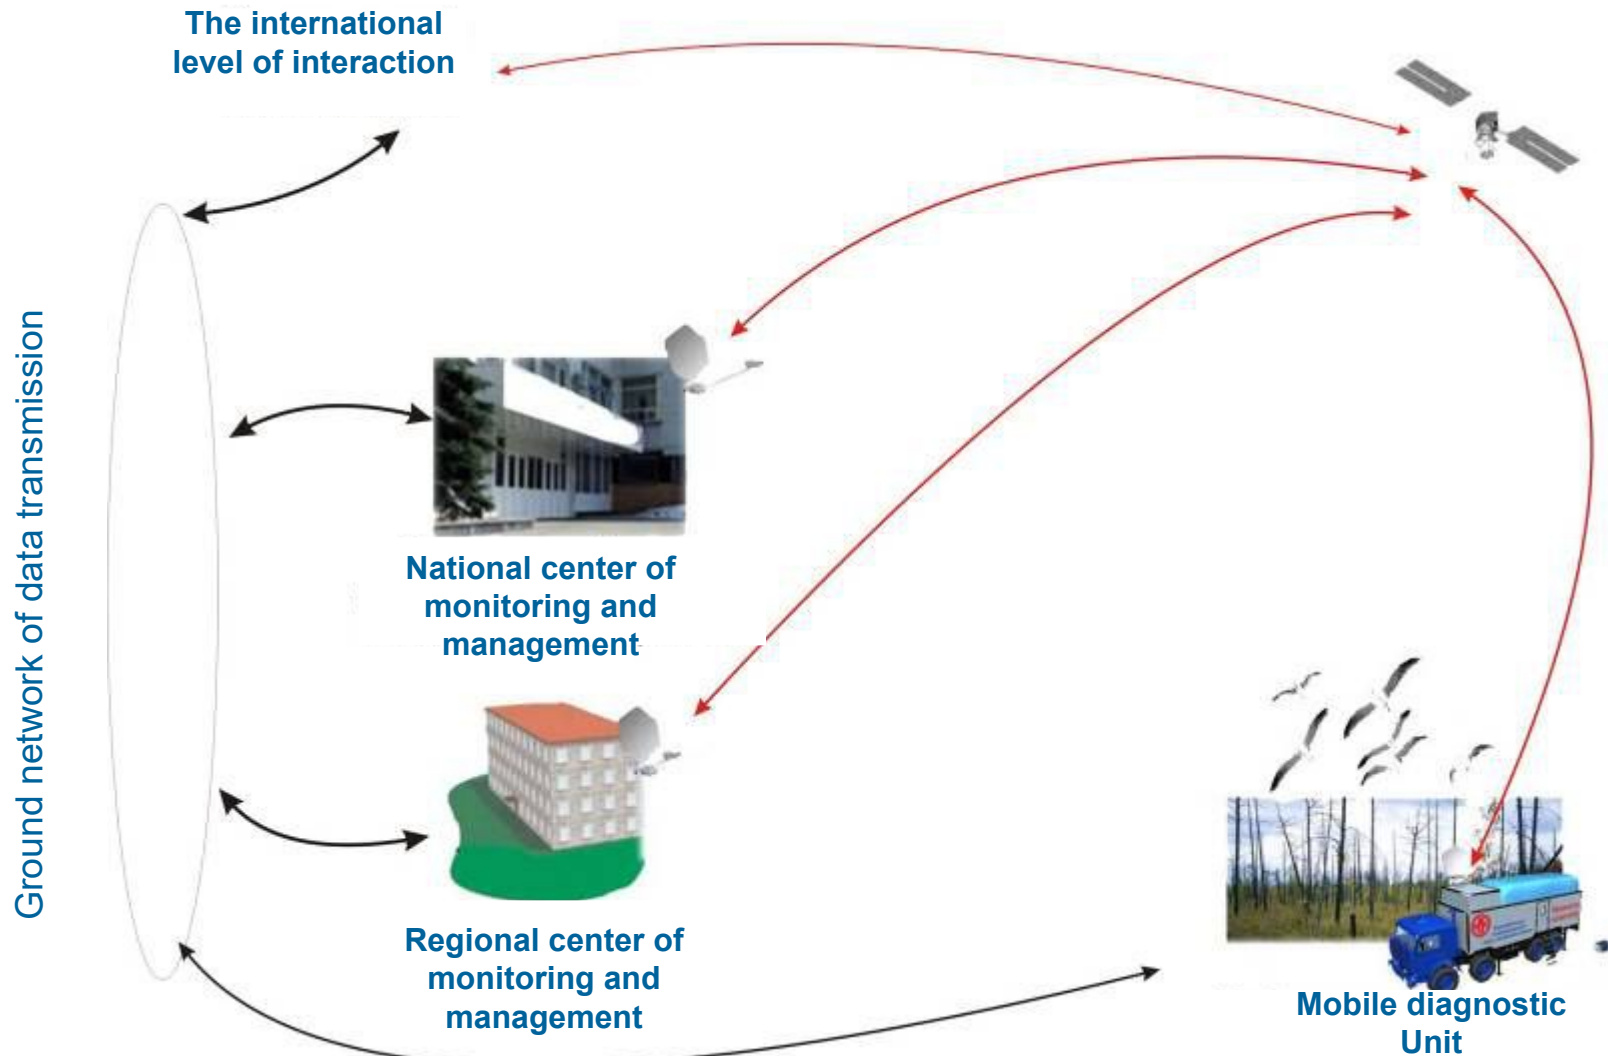 The international
level of interaction
Ground network of data transmission
National center of
monitoring and
management
Regional center of
monitoring and
management
Mobile diagnostic
Unit